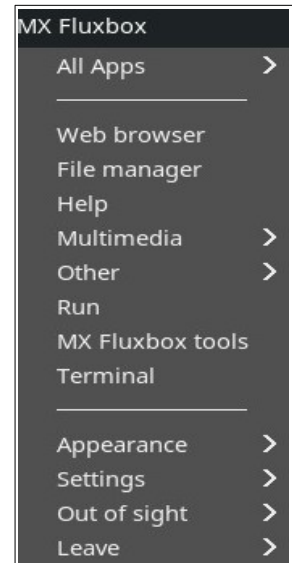 MX Fluxbox
All Apps
Web browser
File manager
Help
Multimedia
Other
Run
MX Fluxbox tools
Terminal
Appearance
Settings
Out of sight
Leave